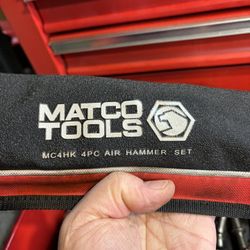 MATCO
TOOLS
MC4HK 4PC AIR HAMMER SET